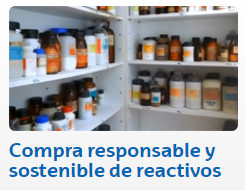 Compra responsable y
sostenible de reactivos